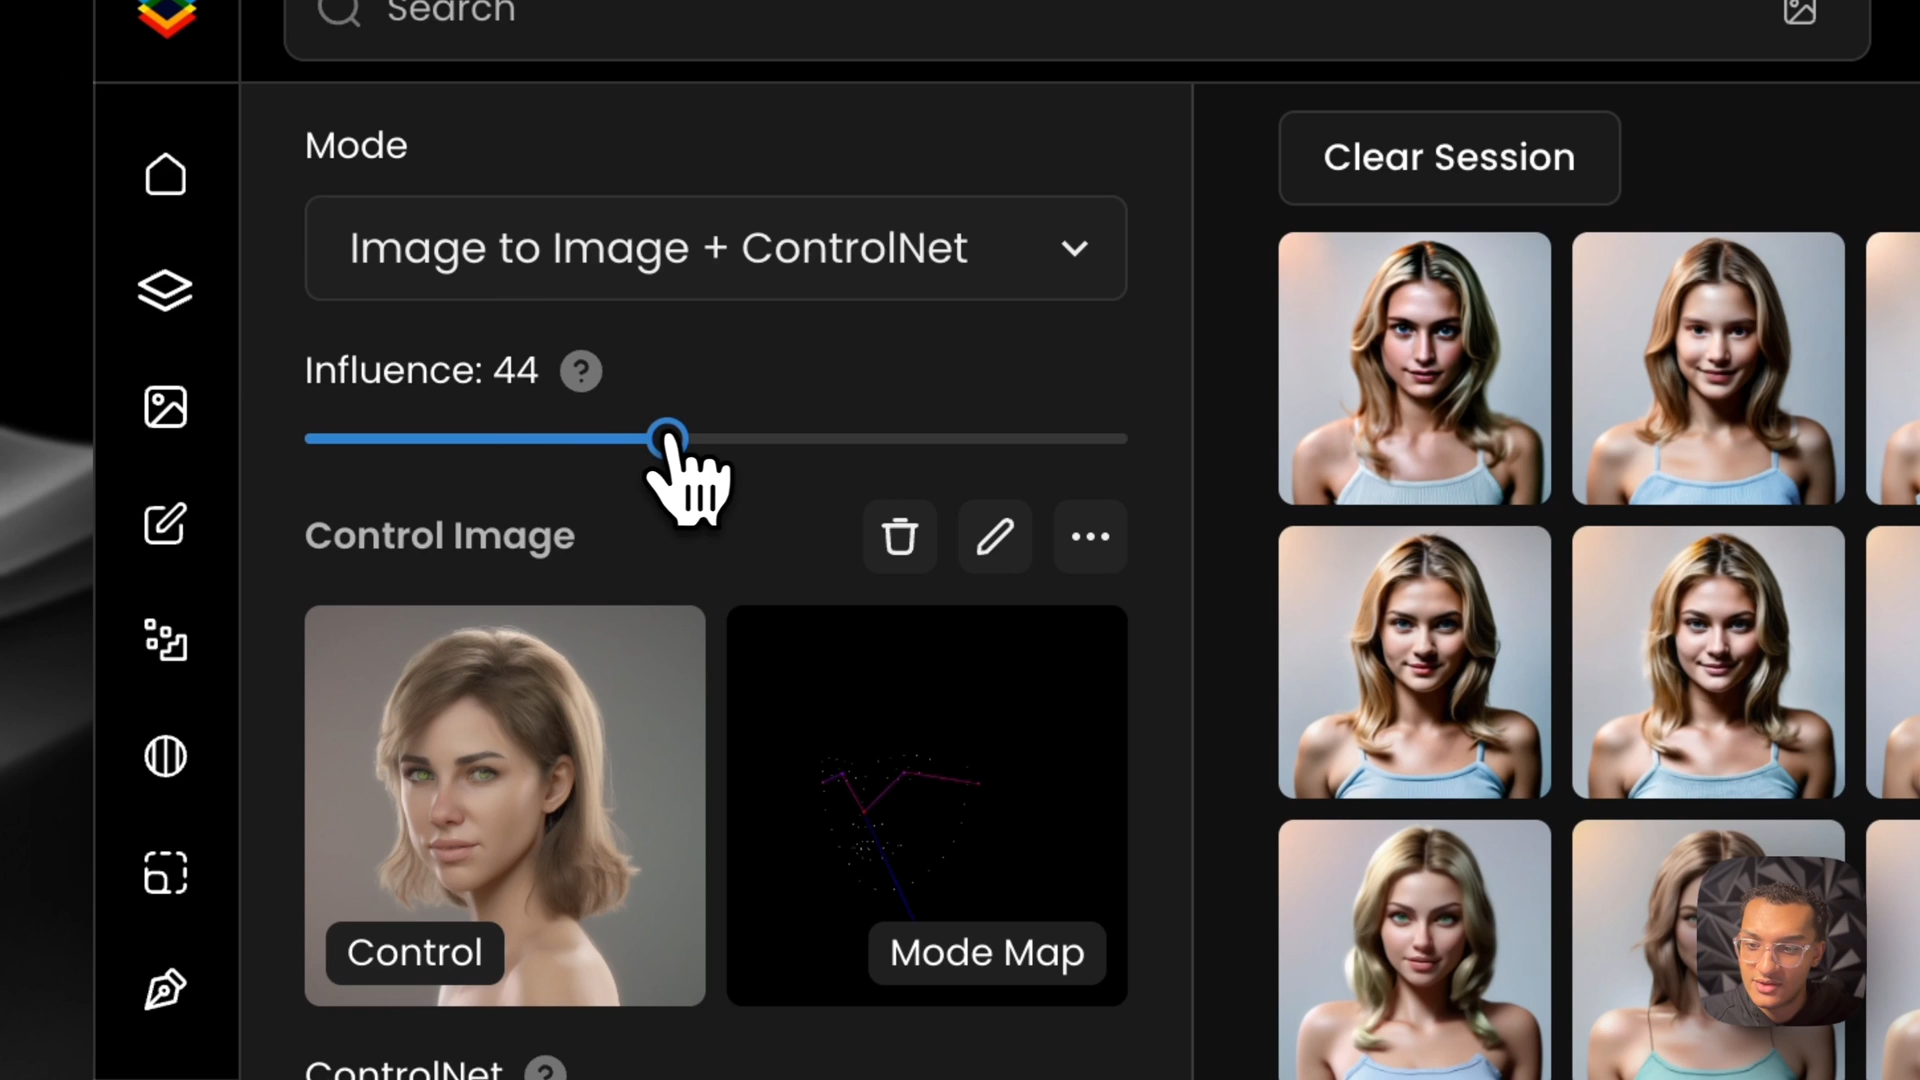 Search
Mode
Clear Session
Image to Image + ControlNet
Influence: 44 ?
Control Image
Control
Mode Map
ControlNet ?